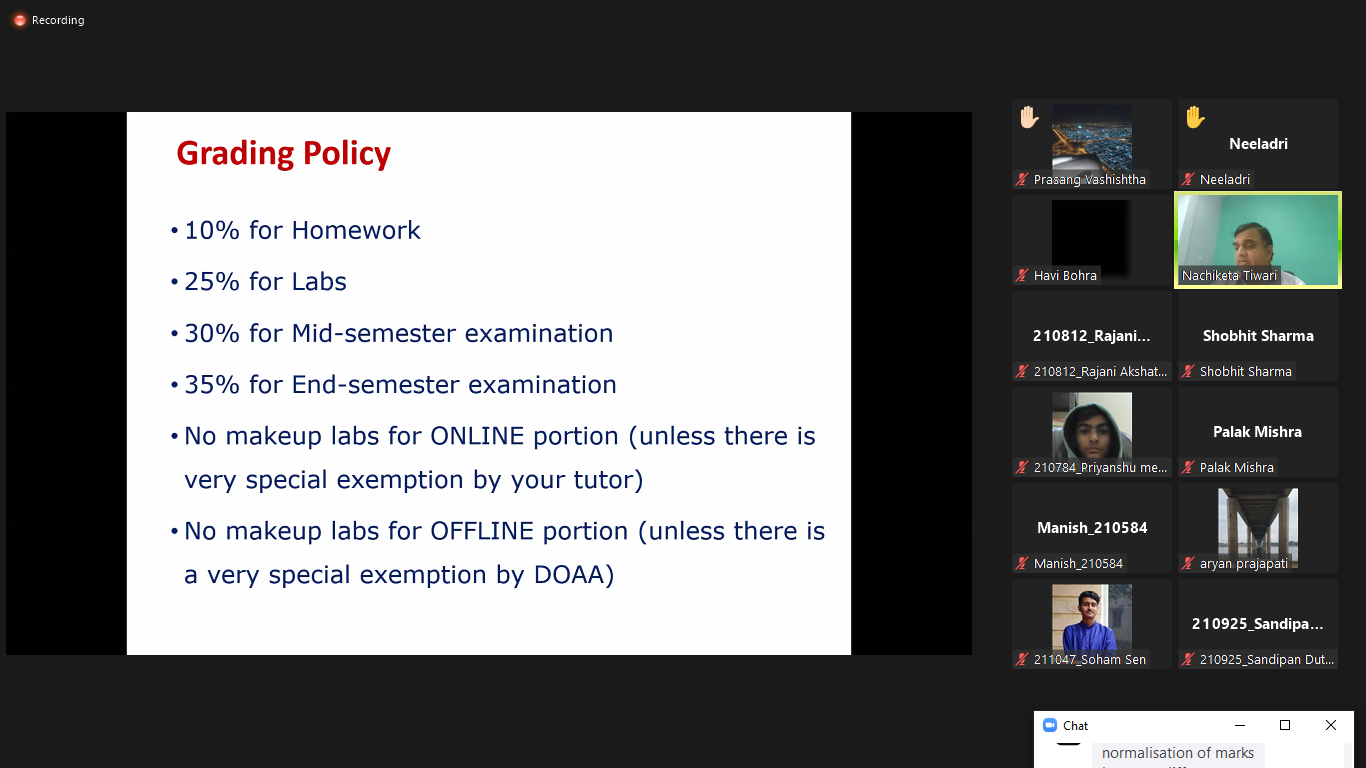 Recording
Grading Policy
• 10% for Homework
• 25% for Labs
• 30% for Mid-semester examination
• 35% for End-semester examination
• No makeup labs for ONLINE portion (unless there is
very special exemption by your tutor)
• No makeup labs for OFFLINE portion (unless there is
a very special exemption by DOAA)
Prasang Vashishtha
Neeladri
Neeladri
Havi Bohra
Nachiketa Tiwari
210812_Rajani...
210812_Rajani Akshat...
Shobhit Sharma
Shobhit Sharma
210784_Priyanshu me...
Palak Mishra
Palak Mishra
Manish_210584
Manish_210584
aryan prajapati
211047_Soham Sen
210925_Sandipa...
210925_Sandipan Dut...
Chat
normalisation of marks